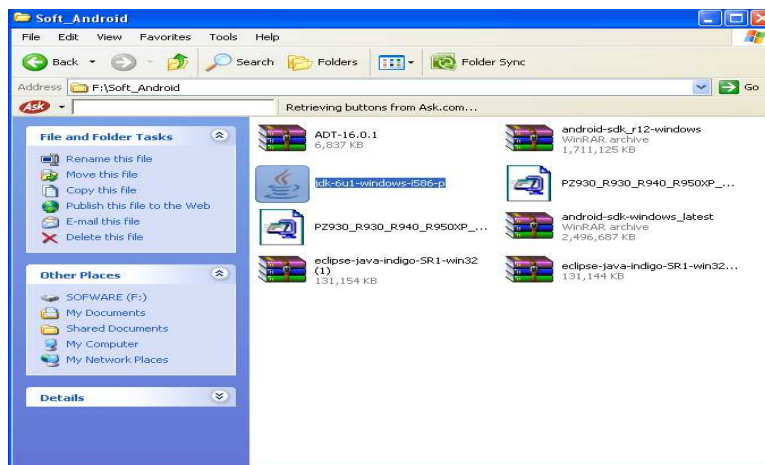 Soft_Android
File Edit View Favorites Tools Help
Back Search Folders Folder Sync
Address F:\Soft_Android Go
Ask Retrieving buttons from Ask.com...
File and Folder Tasks
Rename this file
Move this file
Copy this file
Publish this file to the Web
E-mail this file
Delete this file
Other Places
SOFWARE (F:)
My Documents
Shared Documents
My Computer
My Network Places
Details
ADT-16.0.1
6,837 KB
android-sdk_r12-windows
WinRAR archive
1,711,125 KB
jdk-6u1-windows-i586-p
PZ930_R930_R940_R950XP_...
PZ930_R930_R940_R950XP_...
android-sdk-windows_latest
WinRAR archive
2,496,687 KB
eclipse-java-indigo-SR1-win32
(1)
131,154 KB
eclipse-java-indigo-SR1-win32...
131,144 KB